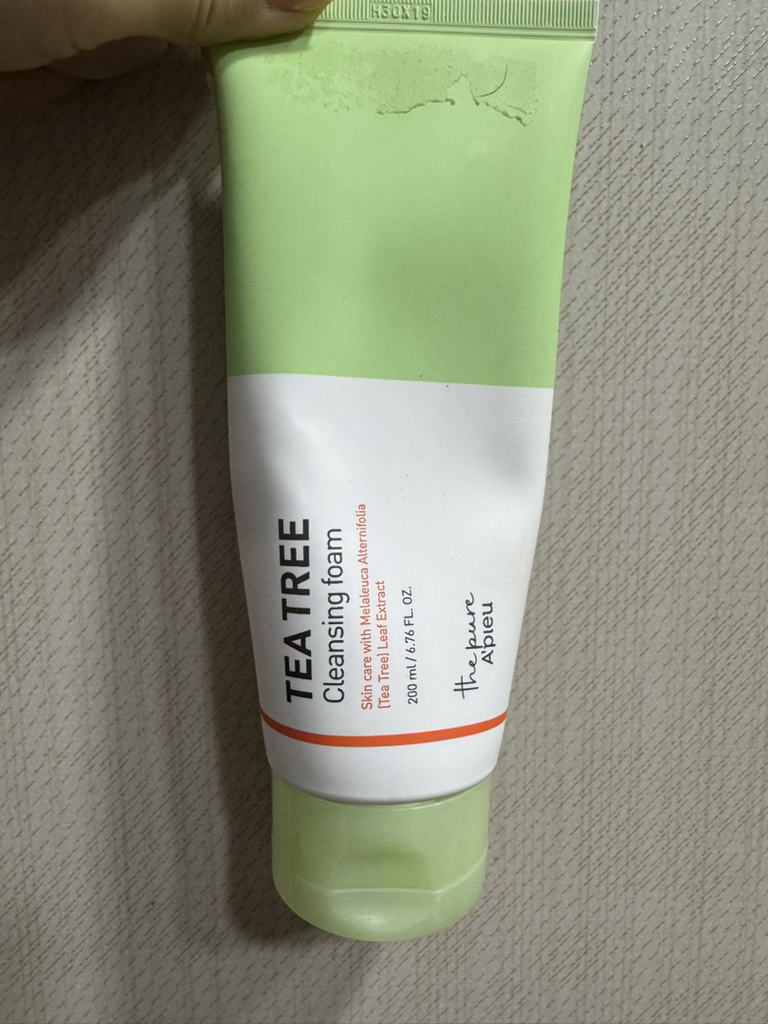 H30X19
TEA TREE
Cleansing foam
Skin care with Melaleuca Alternifolia
(Tea Tree) Leaf Extract
200 ml / 6.76 FL. OZ.
the pure
A'pieu